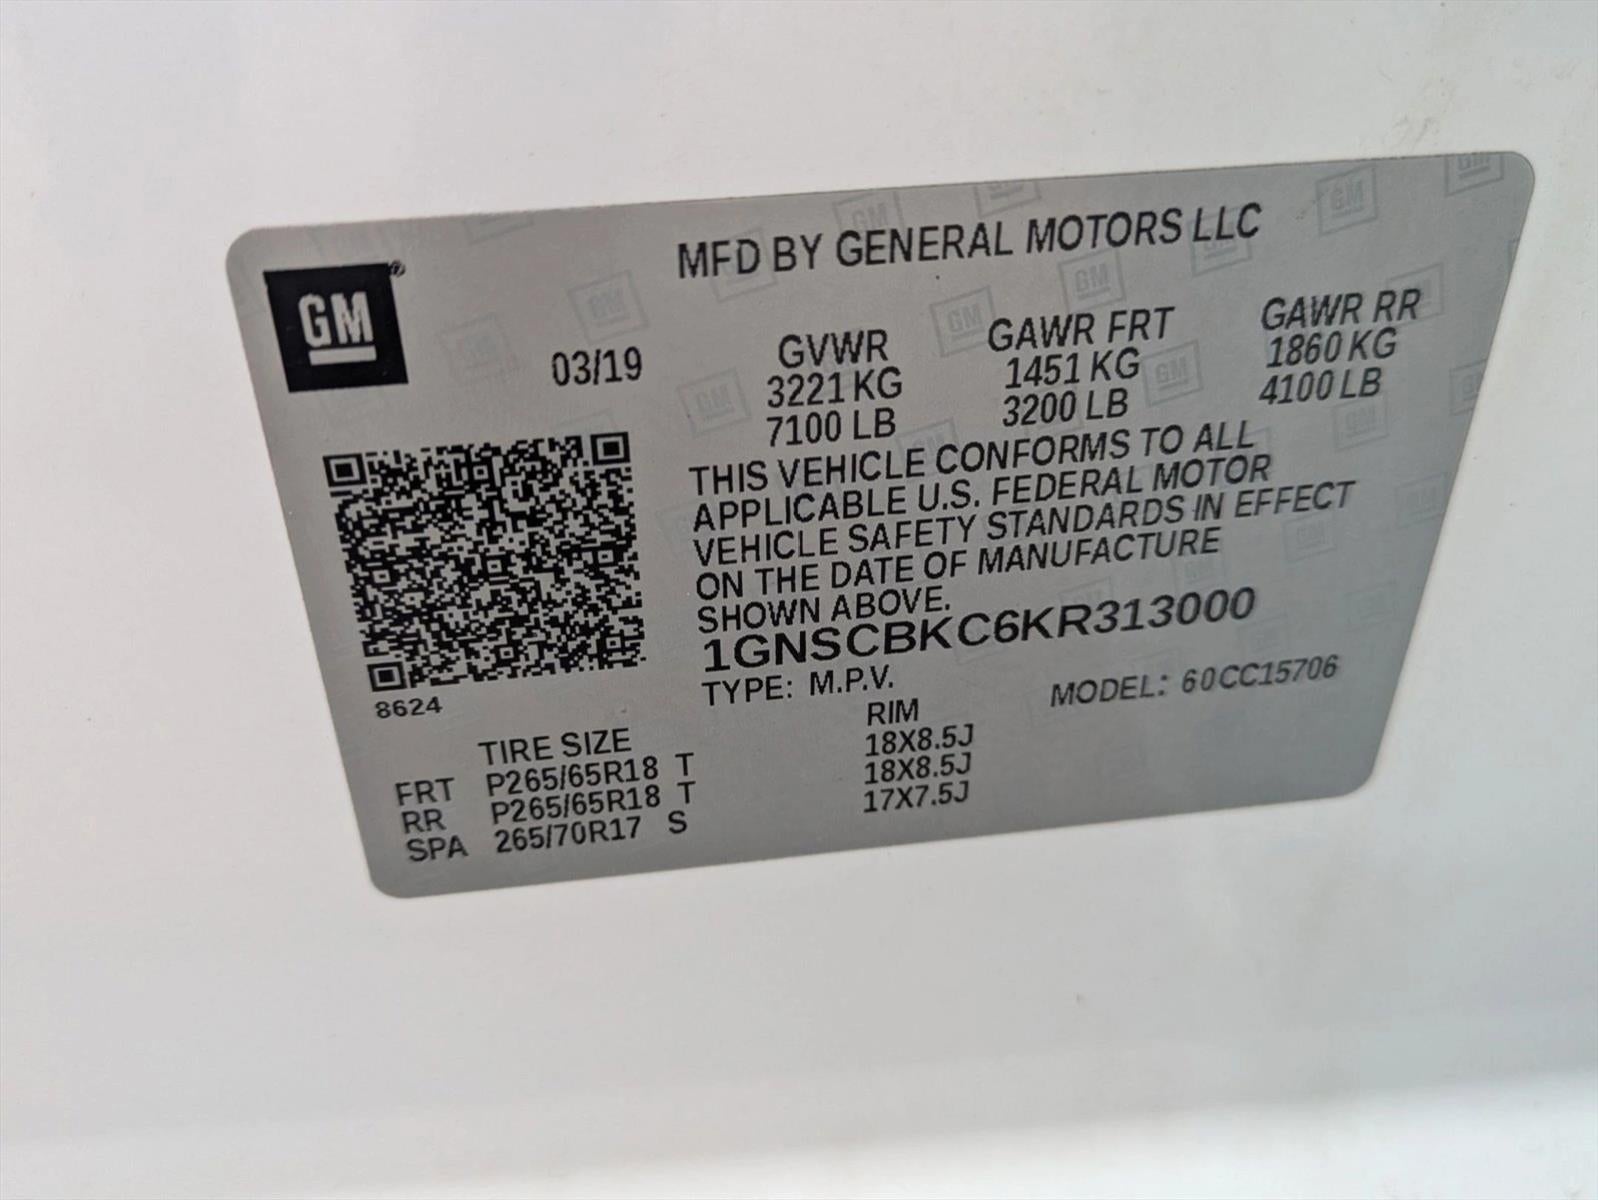 GM®
MFD BY GENERAL MOTORS LLC
03/19
GVWR GAWR FRT GAWR RR
3221 KG 1451 KG 1860 KG
7100 LB 3200 LB 4100 LB
THIS VEHICLE CONFORMS TO ALL
APPLICABLE U.S. FEDERAL MOTOR
VEHICLE SAFETY STANDARDS IN EFFECT
ON THE DATE OF MANUFACTURE
SHOWN ABOVE.
1GNSCBKC6KR313000
TYPE: M.P.V. MODEL: 60CC15706
8624
TIRE SIZE RIM
FRT P265/65R18 T 18X8.5J
RR P265/65R18 T 18X8.5J
SPA 265/70R17 S 17X7.5J